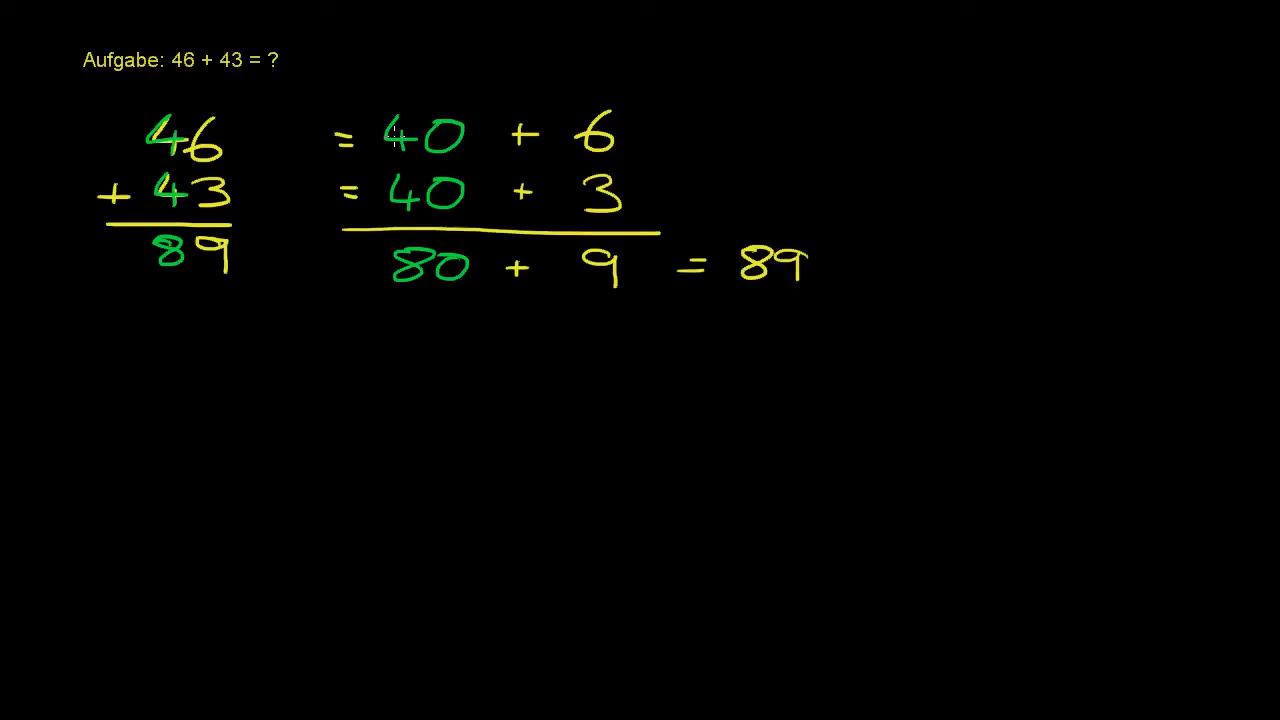 Aufgabe: 46 + 43 = ?
46 = 40 + 6
+ 43 = 40 + 3
89 80 + 9 = 89